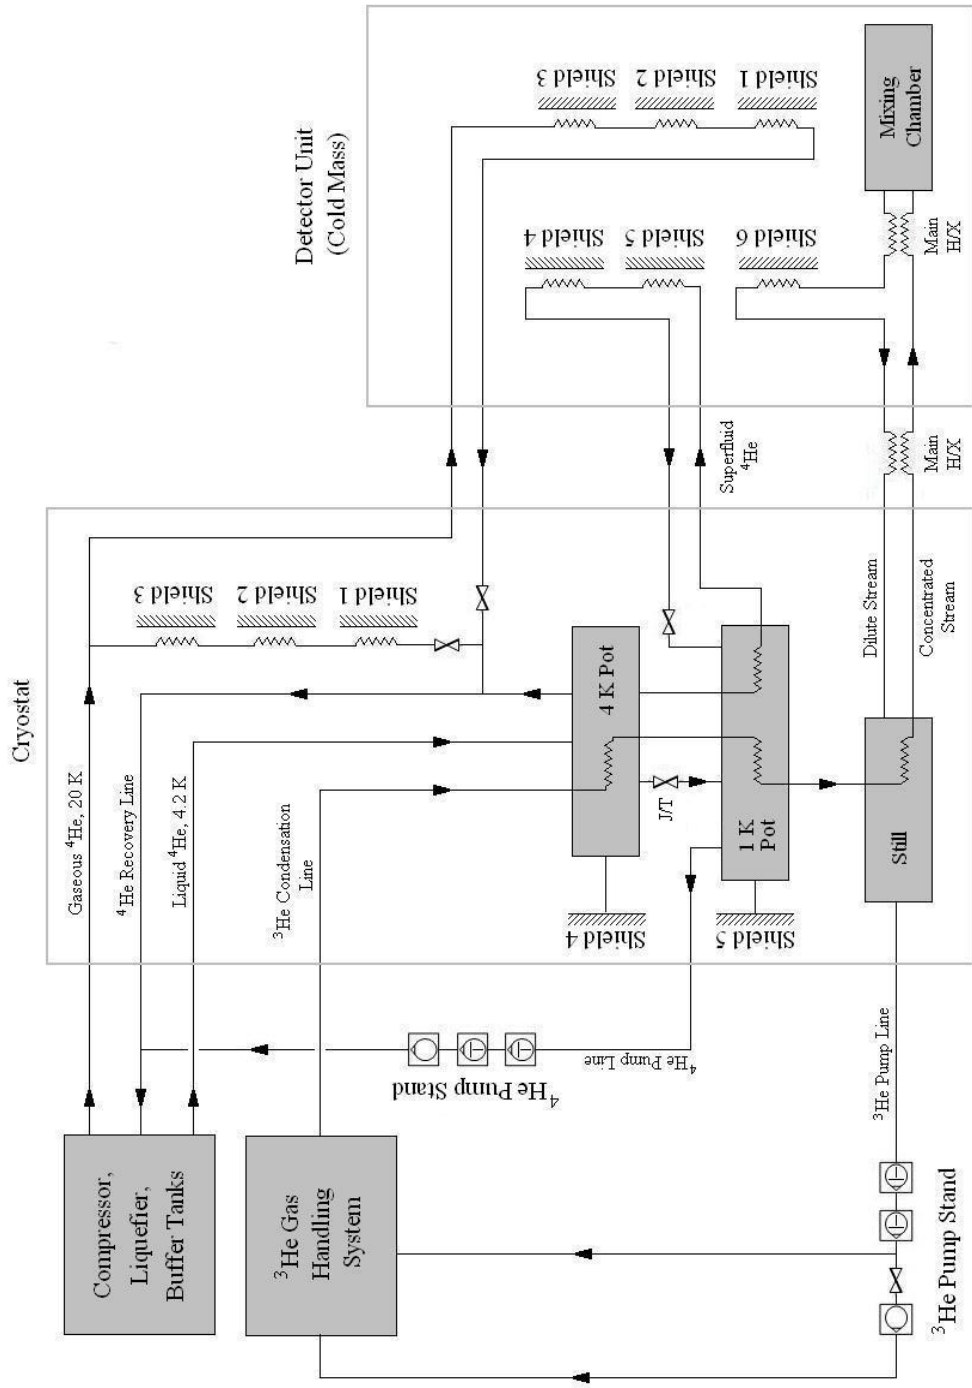 Cryostat
Detector Unit
(Cold Mass)
Compressor,
Liquefier,
Buffer Tanks
Gaseous ⁴He, 20 K
⁴He Recovery Line
Liquid ⁴He, 4.2 K
³He Condensation
Line
³He Gas
Handling
System
⁴He Pump Stand
⁴He Pump Line
³He Pump Line
³He Pump Stand
Shield 3
Shield 2
Shield 1
4 K Pot
J/T
1 K
Pot
Still
Shield 4
Shield 5
Superfluid
⁴He
Dilute Stream
Concentrated
Stream
Main
H/X
Shield 3
Shield 2
Shield 1
Shield 4
Shield 5
Shield 6
Main
H/X
Mixing
Chamber